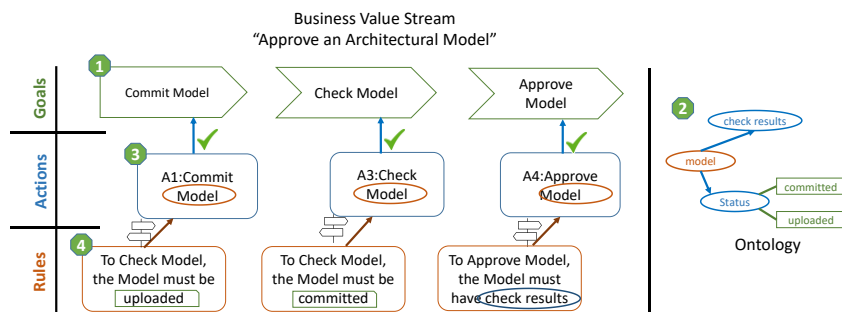 Business Value Stream
“Approve an Architectural Model”
1
Goals
Commit Model
Check Model
Approve
Model
Actions
3
A1:Commit
Model
A3:Check
Model
A4:Approve
Model
Rules
4
To Check Model,
the Model must be
uploaded
To Check Model,
the Model must be
committed
To Approve Model,
the Model must
have check results
2
check results
model
Status
committed
uploaded
Ontology